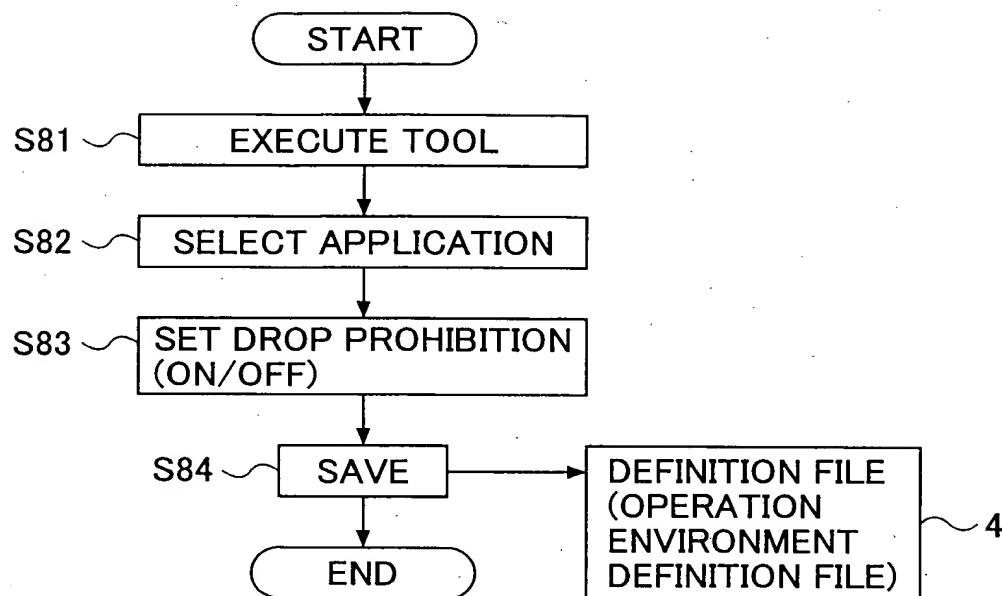 START
S81
EXECUTE TOOL
S82
SELECT APPLICATION
S83
SET DROP PROHIBITION
(ON/OFF)
S84
SAVE
DEFINITION FILE
(OPERATION
ENVIRONMENT
DEFINITION FILE)
4
END